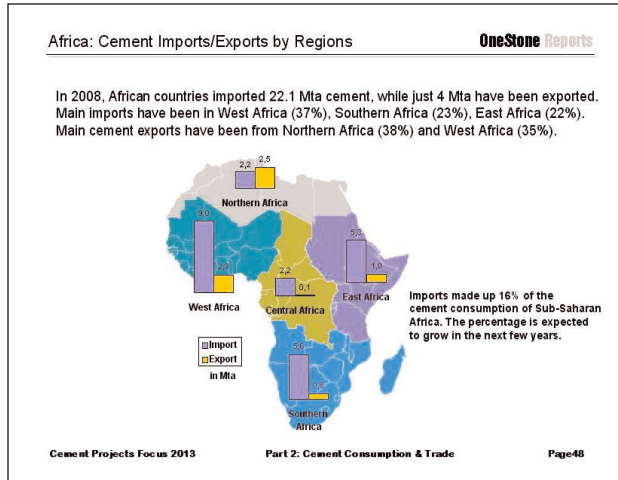 Africa: Cement Imports/Exports by Regions
OneStone Reports
In 2008, African countries imported 22.1 Mta cement, while just 4 Mta have been exported.
Main imports have been in West Africa (37%), Southern Africa (23%), East Africa (22%).
Main cement exports have been from Northern Africa (38%) and West Africa (35%).
2,2 2,5
Northern Africa
9,0
2,3
West Africa
5,3
1,0
East Africa
2,2
0,1
Central Africa
Imports made up 16% of the
cement consumption of Sub-Saharan
Africa. The percentage is expected
to grow in the next few years.
Import
Export
in Mta
5,6
Southern
Africa
Cement Projects Focus 2013 Part 2: Cement Consumption & Trade Page48